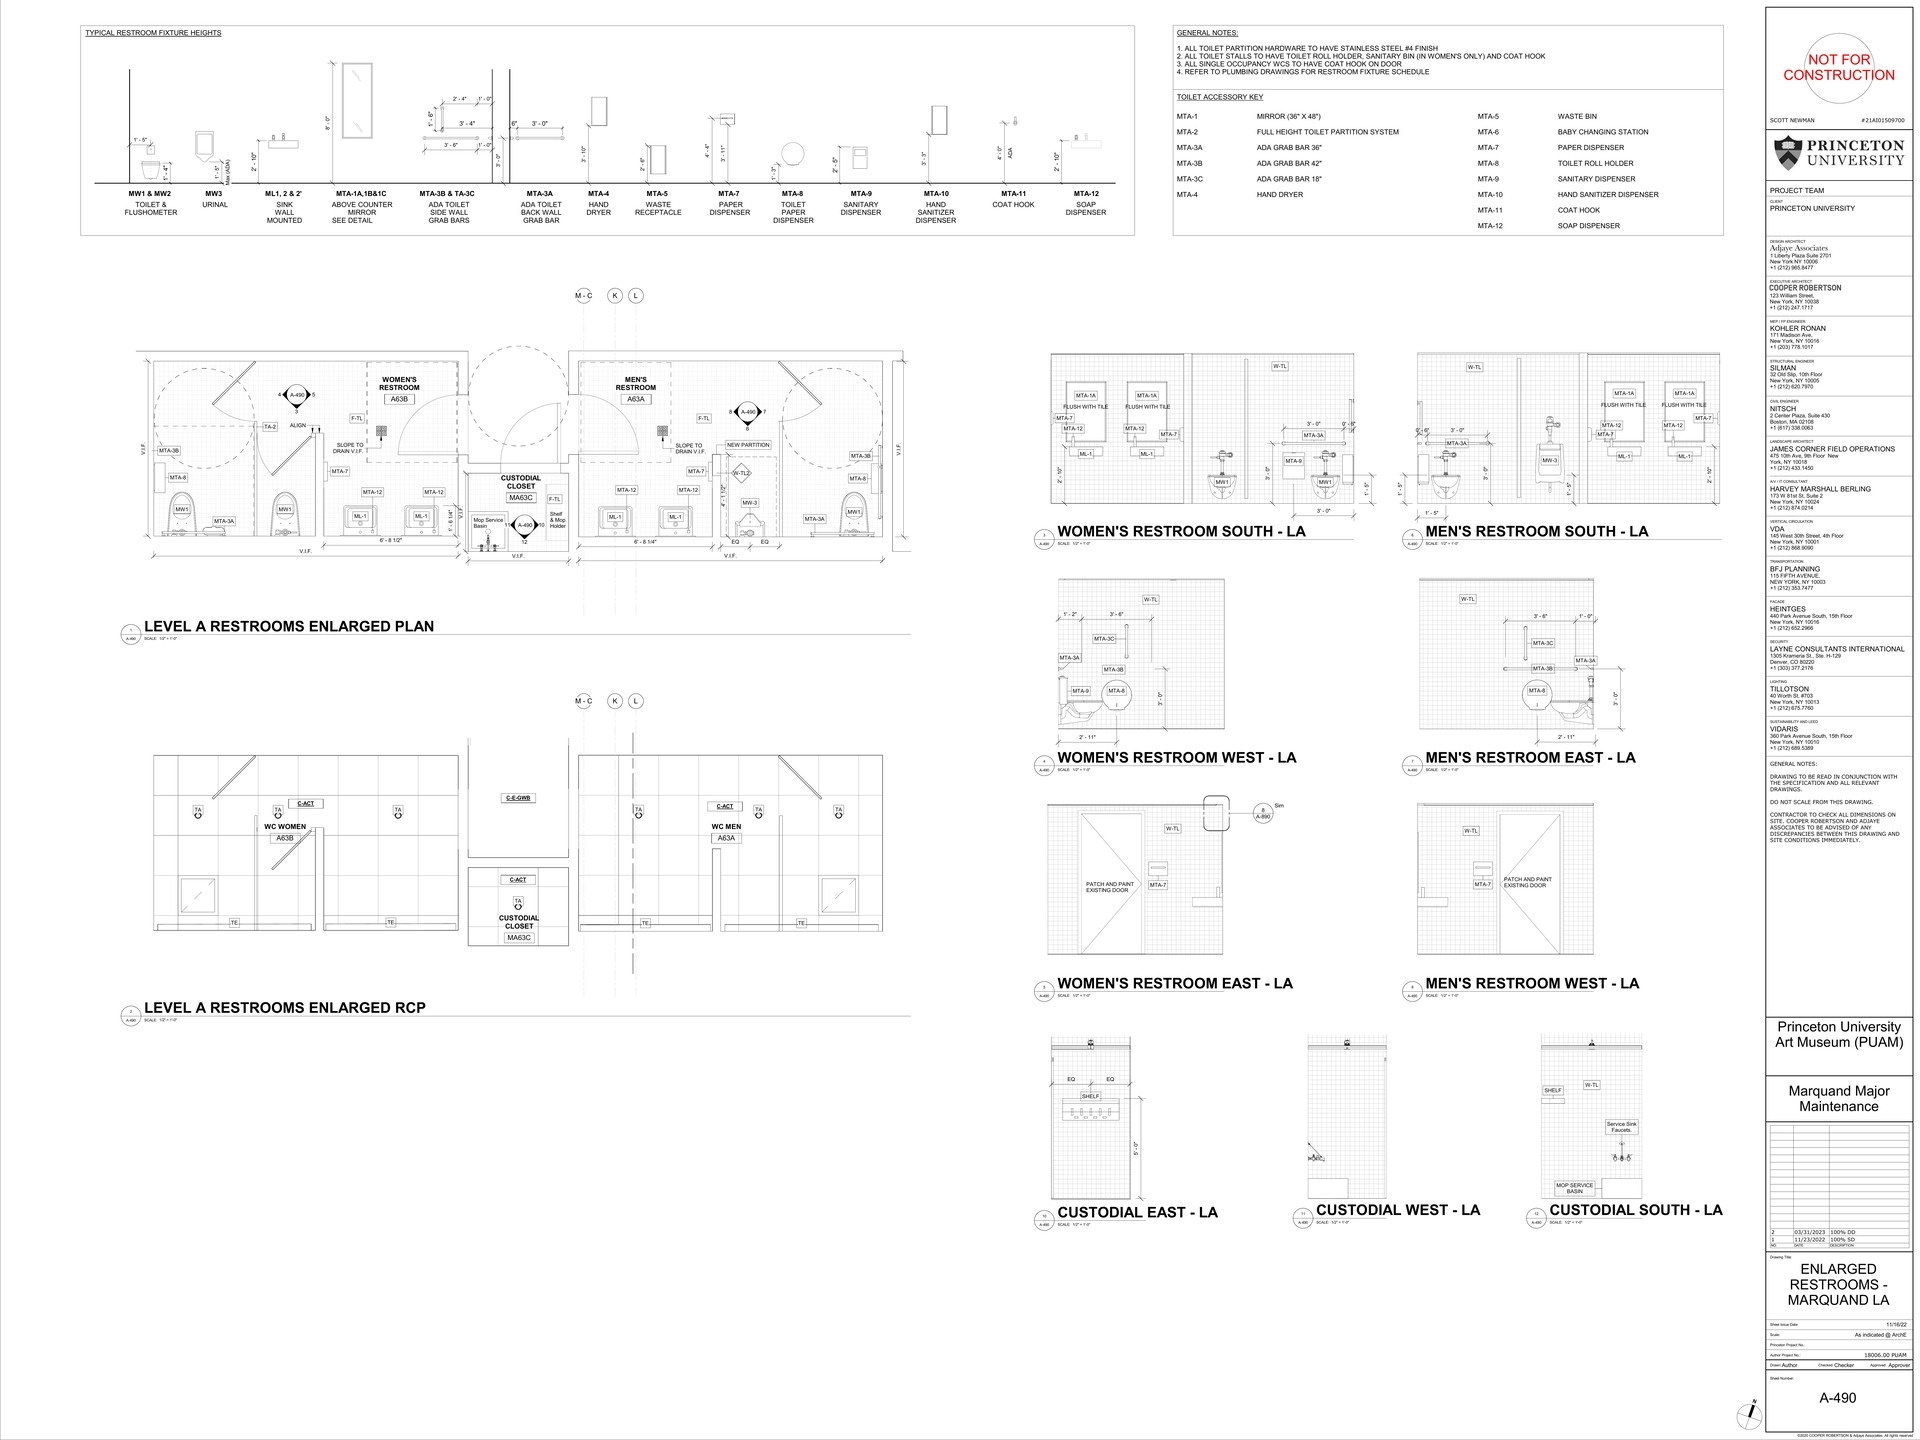 TYPICAL RESTROOM FIXTURE HEIGHTS
1' - 5"
1' - 4"
1' - 5"
Max (ADA)
2' - 10"
8' - 0"
2' - 4"
1' - 0"
1' - 6"
3' - 4"
3' - 6"
1' - 0"
3' - 0"
6"
3' - 0"
3' - 10"
2' - 6"
4' - 4"
3' - 11"
1' - 3"
2' - 5"
3' - 3"
4' - 0"
ADA
2' - 10"
MW1 & MW2
TOILET &
FLUSHOMETER
MW3
URINAL
ML1, 2 & 2'
SINK
WALL
MOUNTED
MTA-1A,1B&1C
ABOVE COUNTER
MIRROR
SEE DETAIL
MTA-3B & TA-3C
ADA TOILET
SIDE WALL
GRAB BARS
MTA-3A
ADA TOILET
BACK WALL
GRAB BAR
MTA-4
HAND
DRYER
MTA-5
WASTE
RECEPTACLE
MTA-7
PAPER
DISPENSER
MTA-8
TOILET
PAPER
DISPENSER
MTA-9
SANITARY
DISPENSER
MTA-10
HAND
SANITIZER
DISPENSER
MTA-11
COAT HOOK
MTA-12
SOAP
DISPENSER
GENERAL NOTES:
1. ALL TOILET PARTITION HARDWARE TO HAVE STAINLESS STEEL #4 FINISH
2. ALL TOILET STALLS TO HAVE TOILET ROLL HOLDER, SANITARY BIN (IN WOMEN'S ONLY) AND COAT HOOK
3. ALL SINGLE OCCUPANCY WCS TO HAVE COAT HOOK ON DOOR
4. REFER TO PLUMBING DRAWINGS FOR RESTROOM FIXTURE SCHEDULE
TOILET ACCESSORY KEY
MTA-1 MIRROR (36" X 48")
MTA-2 FULL HEIGHT TOILET PARTITION SYSTEM
MTA-3A ADA GRAB BAR 36"
MTA-3B ADA GRAB BAR 42"
MTA-3C ADA GRAB BAR 18"
MTA-4 HAND DRYER
MTA-5 WASTE BIN
MTA-6 BABY CHANGING STATION
MTA-7 PAPER DISPENSER
MTA-8 TOILET ROLL HOLDER
MTA-9 SANITARY DISPENSER
MTA-10 HAND SANITIZER DISPENSER
MTA-11 COAT HOOK
MTA-12 SOAP DISPENSER
M - C
K
L
V.I.F.
WOMEN'S
RESTROOM
A63B
4 A-490 5
3
F-TL
TA-2
ALIGN
SLOPE TO
DRAIN V.I.F.
MTA-3B
MTA-8
MTA-7
MTA-12
MTA-12
MW1
MTA-3A
MW1
ML-1
ML-1
1' - 6 1/4"
6' - 8 1/2"
V.I.F.
V.I.F.
CUSTODIAL
CLOSET
MA63C
F-TL
Mop Service
Basin
11 A-490 10
12
Shelf
& Mop
Holder
V.I.F.
MEN'S
RESTROOM
A63A
F-TL
8 A-490 7
6
SLOPE TO
DRAIN V.I.F.
NEW PARTITION
MTA-7
W-TL2
MTA-12
MTA-12
ML-1
ML-1
4' - 1 1/2"
MW-3
MTA-3B
MTA-8
MW1
MTA-3A
6' - 8 1/4"
EQ
EQ
V.I.F.
V.I.F.
1
A-490
LEVEL A RESTROOMS ENLARGED PLAN
SCALE: 1/2" = 1'-0"
M - C
K
L
C-ACT
TA
TA
TA
WC WOMEN
A63B
TE
TE
C-E-GWB
C-ACT
TA
CUSTODIAL
CLOSET
MA63C
TA
C-ACT
TA
TA
WC MEN
A63A
TE
TE
2
A-490
LEVEL A RESTROOMS ENLARGED RCP
SCALE: 1/2" = 1'-0"
W-TL
MTA-1A
MTA-1A
FLUSH WITH TILE
FLUSH WITH TILE
MTA-7
MTA-12
MTA-12
MTA-7
ML-1
ML-1
2' - 10"
3' - 0"
MTA-3A
MTA-9
3' - 0"
MW1
MW1
1' - 5"
3' - 0"
3
A-490
WOMEN'S RESTROOM SOUTH - LA
SCALE: 1/2" = 1'-0"
W-TL
MTA-1A
MTA-1A
FLUSH WITH TILE
FLUSH WITH TILE
3' - 0"
MTA-3A
MTA-12
MTA-7
MTA-12
MTA-7
MW-3
ML-1
ML-1
3' - 0"
1' - 5"
2' - 10"
1' - 5"
6
A-490
MEN'S RESTROOM SOUTH - LA
SCALE: 1/2" = 1'-0"
W-TL
1' - 2"
3' - 6"
MTA-3C
MTA-3A
MTA-3B
MTA-9
MTA-8
3' - 0"
2' - 11"
4
A-490
WOMEN'S RESTROOM WEST - LA
SCALE: 1/2" = 1'-0"
W-TL
3' - 6"
1' - 0"
MTA-3C
MTA-3A
MTA-3B
MTA-8
3' - 0"
2' - 11"
7
A-490
MEN'S RESTROOM EAST - LA
SCALE: 1/2" = 1'-0"
8
A-890
Sim
W-TL
MTA-7
PATCH AND PAINT
EXISTING DOOR
5
A-490
WOMEN'S RESTROOM EAST - LA
SCALE: 1/2" = 1'-0"
W-TL
MTA-7
PATCH AND PAINT
EXISTING DOOR
8
A-490
MEN'S RESTROOM WEST - LA
SCALE: 1/2" = 1'-0"
EQ
EQ
SHELF
5' - 0"
10
A-490
CUSTODIAL EAST - LA
SCALE: 1/2" = 1'-0"
11
A-490
CUSTODIAL WEST - LA
SCALE: 1/2" = 1'-0"
SHELF
W-TL
Service Sink
Faucets.
MOP SERVICE
BASIN
12
A-490
CUSTODIAL SOUTH - LA
SCALE: 1/2" = 1'-0"
N
NOT FOR
CONSTRUCTION
SCOTT NEWMAN #21AI01509700
PRINCETON
UNIVERSITY
PROJECT TEAM
CLIENT
PRINCETON UNIVERSITY
DESIGN ARCHITECT
Adjaye Associates
1 Liberty Plaza Suite 2701
New York NY 10006
+1 (212) 965.8477
EXECUTIVE ARCHITECT
COOPER ROBERTSON
123 William Street,
New York, NY 10038
+1 (212) 247.1717
MEP / FP ENGINEER
KOHLER RONAN
171 Madison Ave,
New York, NY 10016
+1 (203) 778.1017
STRUCTURAL ENGINEER
SILMAN
32 Old Slip, 10th Floor
New York, NY 10005
+1 (212) 620.7970
CIVIL ENGINEER
NITSCH
2 Center Plaza, Suite 430
Boston, MA 02108
+1 (617) 338.0063
LANDSCAPE ARCHITECT
JAMES CORNER FIELD OPERATIONS
475 10th Ave, 9th Floor New
York, NY 10018
+1 (212) 433.1450
A/V / IT CONSULTANT
HARVEY MARSHALL BERLING
173 W 81st St, Suite 2
New York, NY 10024
+1 (212) 874.0214
VERTICAL CIRCULATION
VDA
145 West 30th Street, 4th Floor
New York, NY 10001
+1 (212) 868.9090
TRANSPORTATION
BFJ PLANNING
115 FIFTH AVENUE,
NEW YORK, NY 10003
+1 (212) 353.7477
FACADE
HEINTGES
440 Park Avenue South, 15th Floor
New York, NY 10016
+1 (212) 652.2966
SECURITY
LAYNE CONSULTANTS INTERNATIONAL
1305 Krameria St., Ste. H-129
Denver, CO 80220
+1 (303) 377.2176
LIGHTING
TILLOTSON
40 Worth St, #703
New York, NY 10013
+1 (212) 675.7760
SUSTAINABILITY AND LEED
VIDARIS
360 Park Avenue South, 15th Floor
New York, NY 10010
+1 (212) 689.5389
GENERAL NOTES:
DRAWING TO BE READ IN CONJUNCTION WITH
THE SPECIFICATION AND ALL RELEVANT
DRAWINGS.
DO NOT SCALE FROM THIS DRAWING.
CONTRACTOR TO CHECK ALL DIMENSIONS ON
SITE. COOPER ROBERTSON AND ADJAYE
ASSOCIATES TO BE ADVISED OF ANY
DISCREPANCIES BETWEEN THIS DRAWING AND
SITE CONDITIONS IMMEDIATELY.
Princeton University
Art Museum (PUAM)
Marquand Major
Maintenance
2 03/31/2023 100% DD
1 11/23/2022 100% SD
NO. DATE DESCRIPTION
Drawing Title:
ENLARGED
RESTROOMS -
MARQUAND LA
Sheet Issue Date 11/16/22
Scale: As indicated @ ArchE
Princeton Project No.:
Author Project No.: 18006.00 PUAM
Drawn: Author Checked: Checker Approved: Approver
Sheet Number:
A-490
©2020 COOPER ROBERTSON & Adjaye Associates. All rights reserved